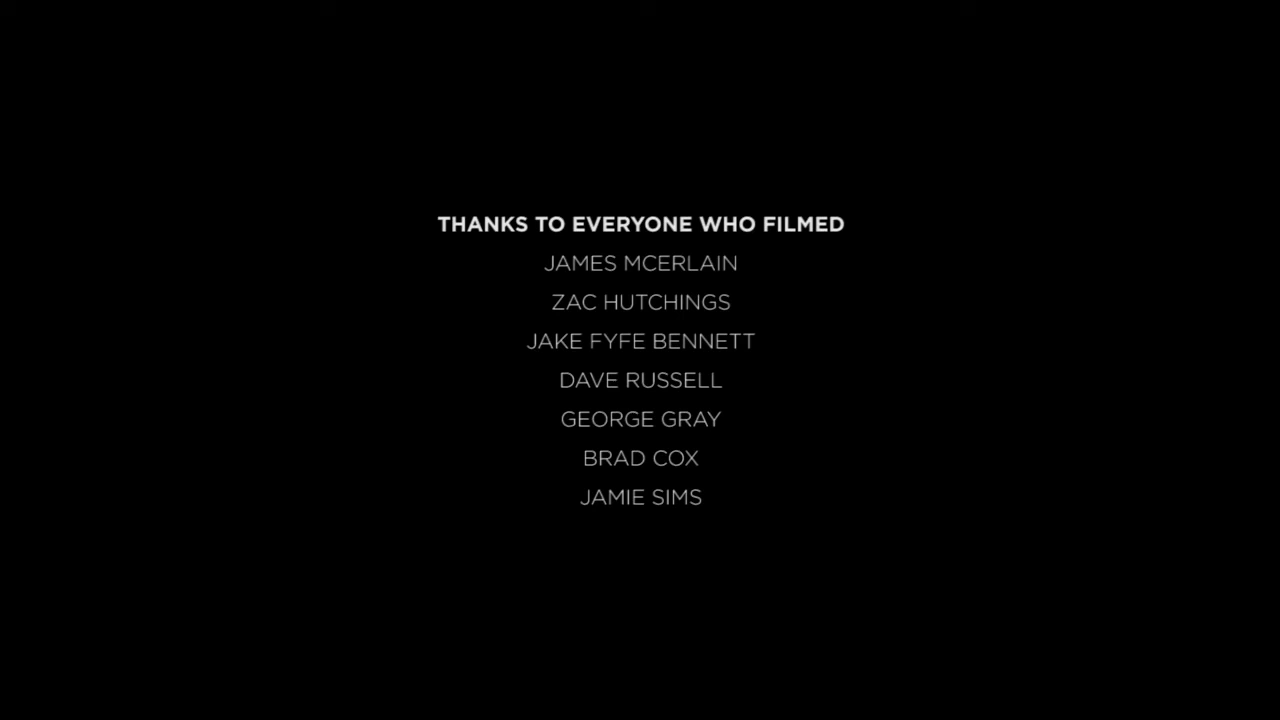 THANKS TO EVERYONE WHO FILMED
JAMES MCERLAIN
ZAC HUTCHINGS
JAKE FYFE BENNETT
DAVE RUSSELL
GEORGE GRAY
BRAD COX
JAMIE SIMS